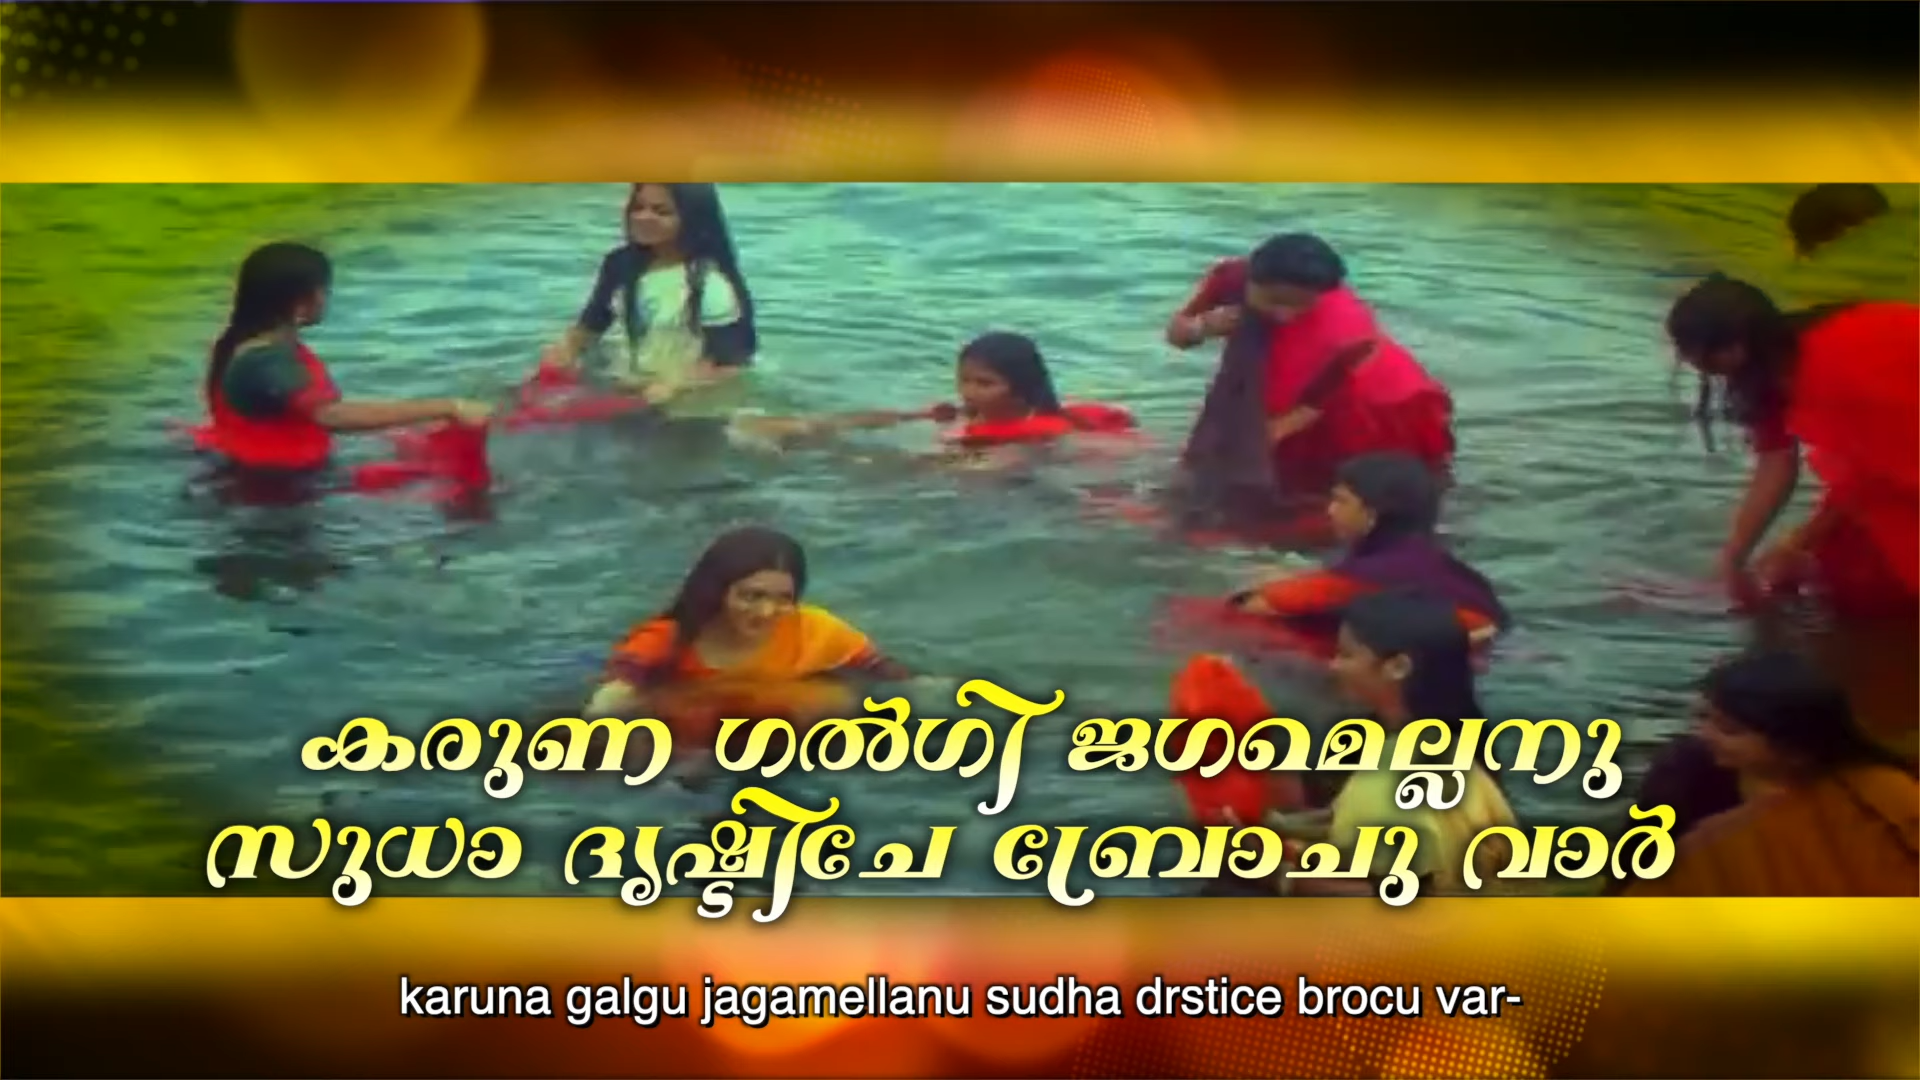 കരുണ ഗൽഗി ജഗമെല്ലനു
സുധാ ദൃഷ്ടിചേ ബ്രോചു വാർ
karuna galgu jagamellanu sudha drstice brocu var-